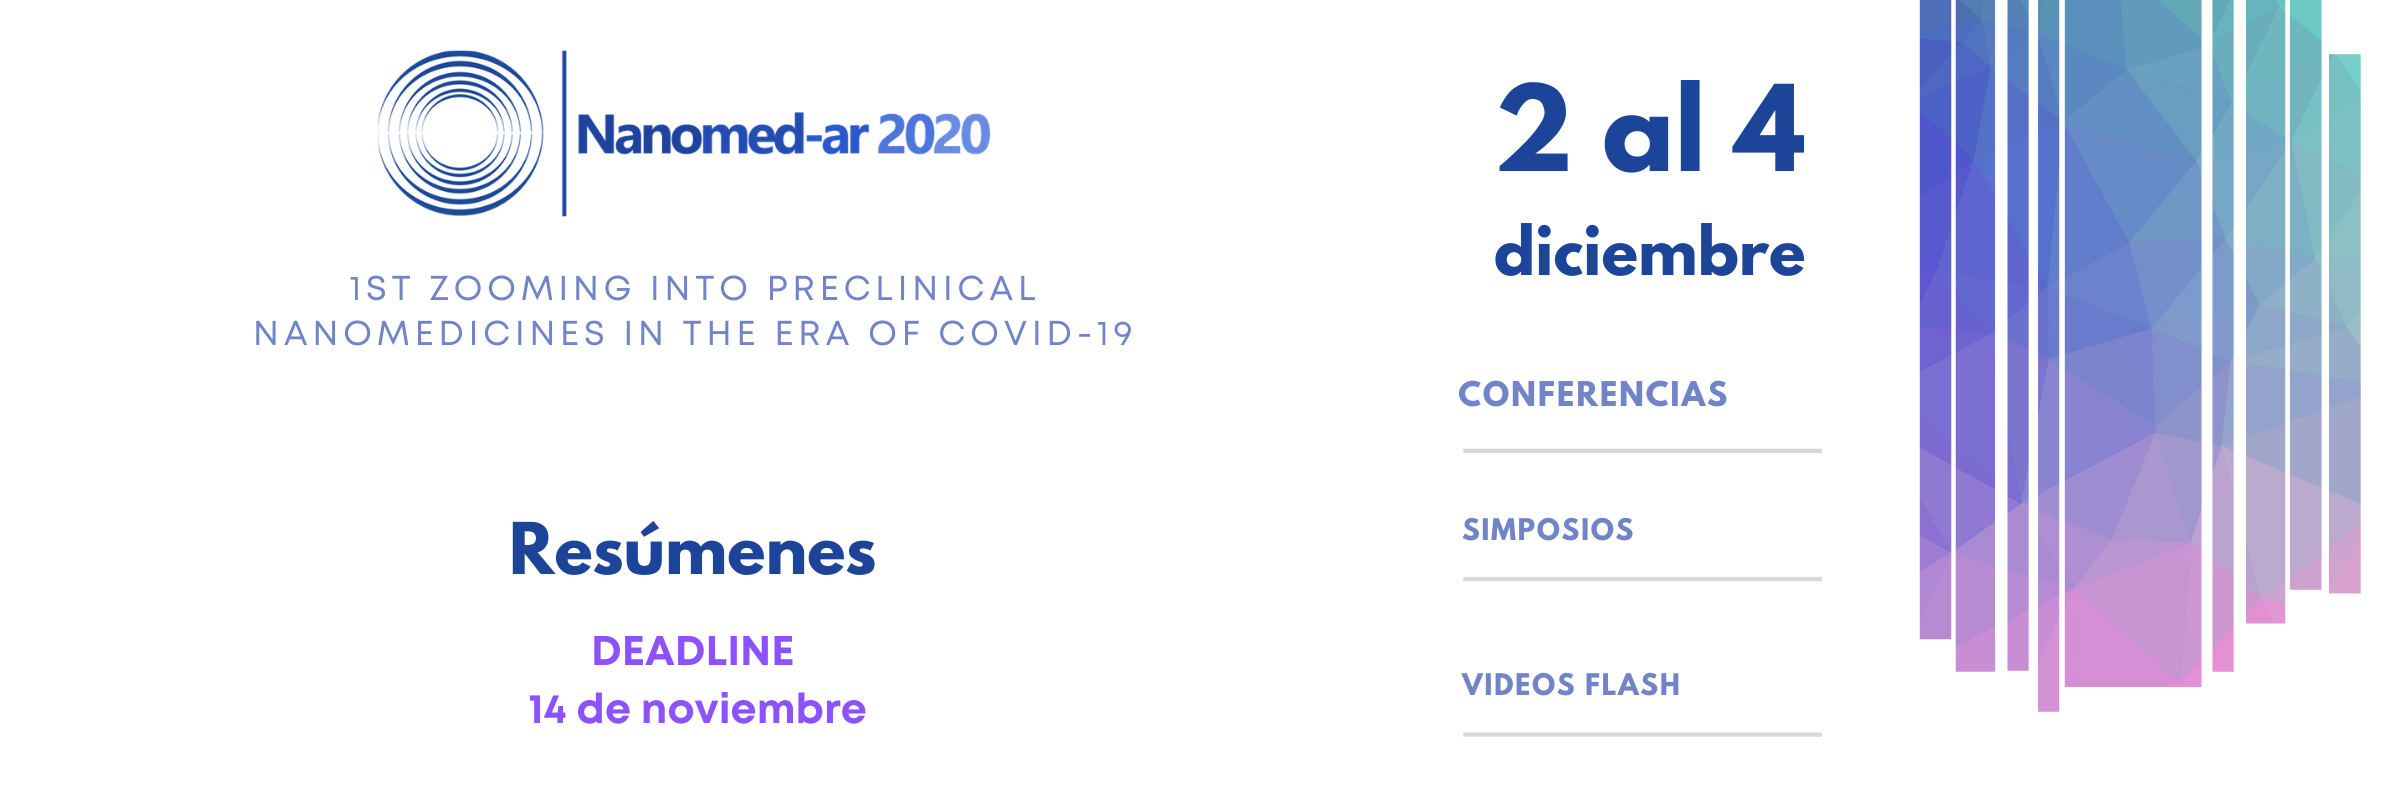 Nanomed-ar 2020
1ST ZOOMING INTO PRECLINICAL
NANOMEDICINES IN THE ERA OF COVID-19
Resúmenes
DEADLINE
14 de noviembre
2 al 4
diciembre
CONFERENCIAS
SIMPOSIOS
VIDEOS FLASH